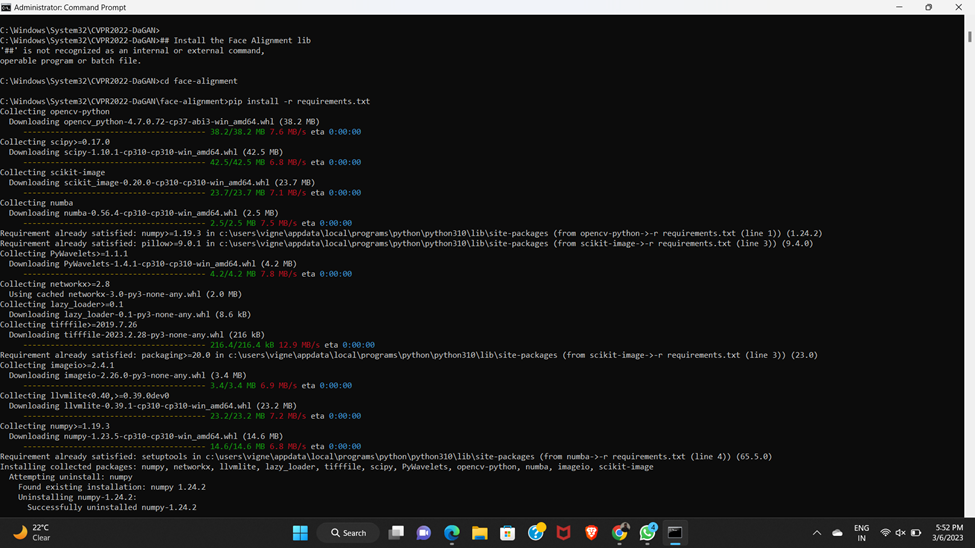 Administrator: Command Prompt
C:\Windows\System32\CVPR2022-DaGAN>
C:\Windows\System32\CVPR2022-DaGAN>## Install the Face Alignment lib
'##' is not recognized as an internal or external command,
operable program or batch file.
C:\Windows\System32\CVPR2022-DaGAN>cd face-alignment
C:\Windows\System32\CVPR2022-DaGAN\face-alignment>pip install -r requirements.txt
Collecting opencv-python
Downloading opencv_python-4.7.0.72-cp37-abi3-win_amd64.whl (38.2 MB)
---------------------------------------- 38.2/38.2 MB 7.6 MB/s eta 0:00:00
Collecting scipy>=0.17.0
Downloading scipy-1.10.1-cp310-cp310-win_amd64.whl (42.5 MB)
---------------------------------------- 42.5/42.5 MB 6.8 MB/s eta 0:00:00
Collecting scikit-image
Downloading scikit_image-0.20.0-cp310-cp310-win_amd64.whl (23.7 MB)
---------------------------------------- 23.7/23.7 MB 7.1 MB/s eta 0:00:00
Collecting numba
Downloading numba-0.56.4-cp310-cp310-win_amd64.whl (2.5 MB)
---------------------------------------- 2.5/2.5 MB 7.5 MB/s eta 0:00:00
Requirement already satisfied: numpy>=1.19.3 in c:\users\vigne\appdata\local\programs\python\python310\lib\site-packages (from opencv-python->-r requirements.txt (line 1)) (1.24.2)
Requirement already satisfied: pillow>=9.0.1 in c:\users\vigne\appdata\local\programs\python\python310\lib\site-packages (from scikit-image->-r requirements.txt (line 3)) (9.4.0)
Collecting PyWavelets>=1.1.1
Downloading PyWavelets-1.4.1-cp310-cp310-win_amd64.whl (4.2 MB)
---------------------------------------- 4.2/4.2 MB 7.8 MB/s eta 0:00:00
Collecting networkx>=2.8
Using cached networkx-3.0-py3-none-any.whl (2.0 MB)
Collecting lazy_loader>=0.1
Downloading lazy_loader-0.1-py3-none-any.whl (8.6 kB)
Collecting tifffile>=2019.7.26
Downloading tifffile-2023.2.28-py3-none-any.whl (216 kB)
---------------------------------------- 216.4/216.4 kB 12.9 MB/s eta 0:00:00
Requirement already satisfied: packaging>=20.0 in c:\users\vigne\appdata\local\programs\python\python310\lib\site-packages (from scikit-image->-r requirements.txt (line 3)) (23.0)
Collecting imageio>=2.4.1
Downloading imageio-2.26.0-py3-none-any.whl (3.4 MB)
---------------------------------------- 3.4/3.4 MB 6.9 MB/s eta 0:00:00
Collecting llvmlite<0.40,>=0.39.0dev0
Downloading llvmlite-0.39.1-cp310-cp310-win_amd64.whl (23.2 MB)
---------------------------------------- 23.2/23.2 MB 7.2 MB/s eta 0:00:00
Collecting numpy>=1.19.3
Downloading numpy-1.23.5-cp310-cp310-win_amd64.whl (14.6 MB)
---------------------------------------- 14.6/14.6 MB 6.8 MB/s eta 0:00:00
Requirement already satisfied: setuptools in c:\users\vigne\appdata\local\programs\python\python310\lib\site-packages (from numba->-r requirements.txt (line 4)) (65.5.0)
Installing collected packages: numpy, networkx, llvmlite, lazy_loader, tifffile, scipy, PyWavelets, opencv-python, numba, imageio, scikit-image
Attempting uninstall: numpy
Found existing installation: numpy 1.24.2
Uninstalling numpy-1.24.2:
Successfully uninstalled numpy-1.24.2
22°C
Clear
Search
4
ENG
IN
5:52 PM
3/6/2023